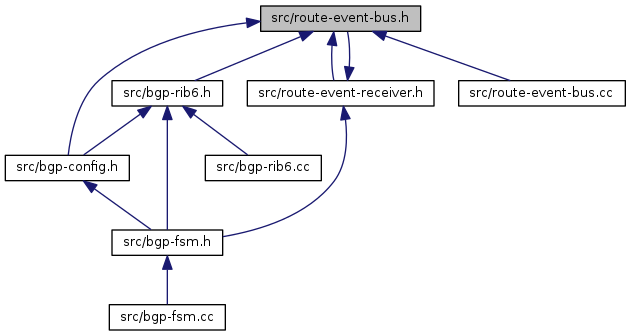 src/route-event-bus.h
src/bgp-rib6.h
src/route-event-receiver.h
src/route-event-bus.cc
src/bgp-config.h
src/bgp-rib6.cc
src/bgp-fsm.h
src/bgp-fsm.cc